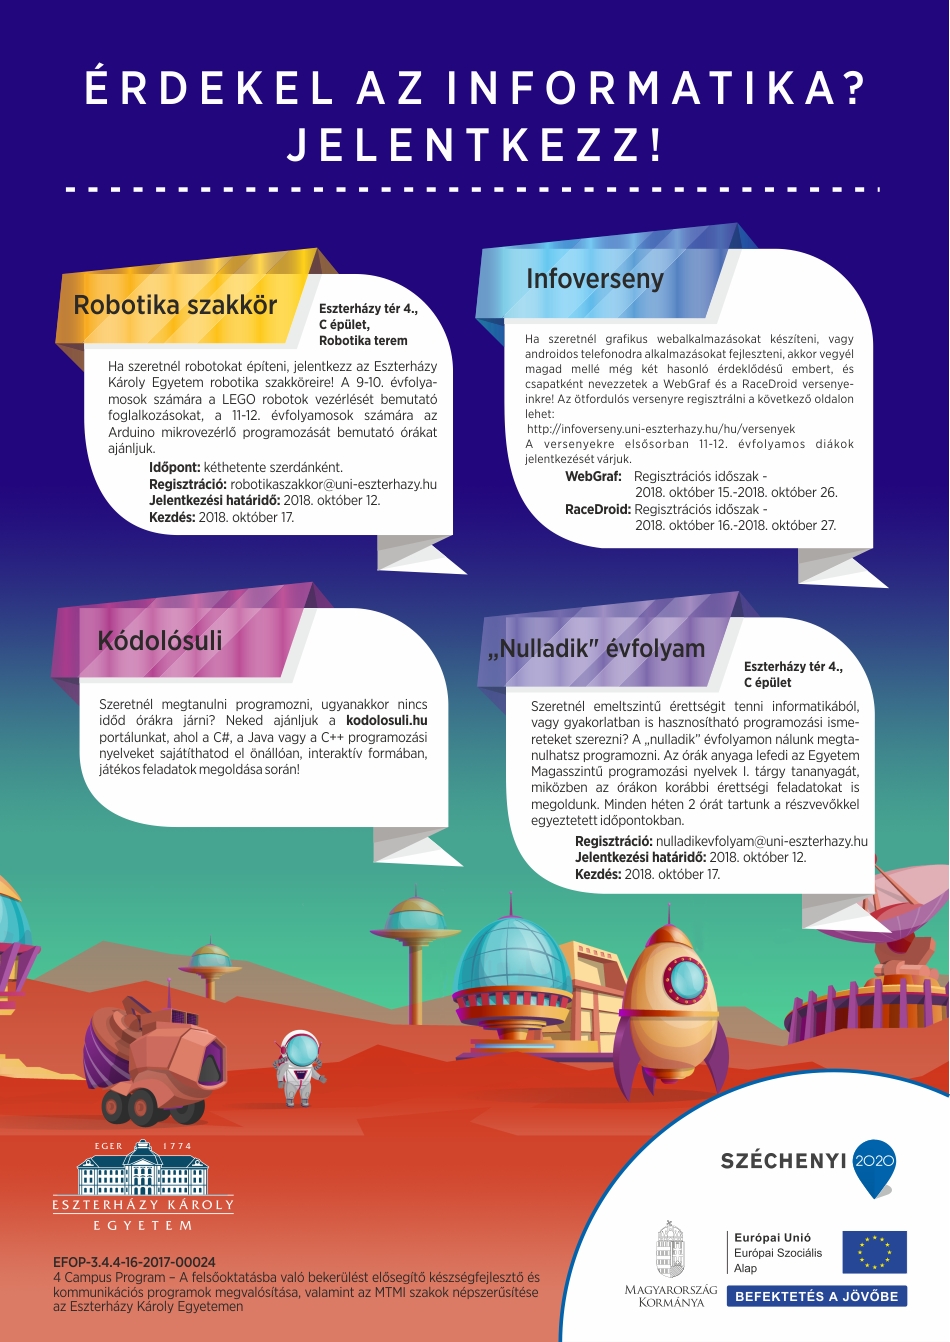 ÉRDEKEL AZ INFORMATIKA?
JELENTKEZZ!
Robotika szakkör
Eszterházy tér 4.,
C épület,
Robotika terem
Ha szeretnél robotokat építeni, jelentkezz az Eszterházy
Károly Egyetem robotika szakköreire! A 9-10. évfolya-
mosok számára a LEGO robotok vezérlését bemutató
foglalkozásokat, a 11-12. évfolyamosok számára az
Arduino mikrovezérlő programozását bemutató órákat
ajánljuk.
Időpont: kéthetente szerdánként.
Regisztráció: robotikaszakkor@uni-eszterhazy.hu
Jelentkezési határidő: 2018. október 12.
Kezdés: 2018. október 17.
Infoverseny
Ha szeretnél grafikus webalkalmazásokat készíteni, vagy
androidos telefonodra alkalmazásokat fejleszteni, akkor vegyél
magad mellé még két hasonló érdeklődésű embert, és
csapatként nevezzetek a WebGraf és a RaceDroid versenye-
inkre! Az ötfordulós versenyre regisztrálni a következő oldalon
lehet:
http://infoverseny.uni-eszterhazy.hu/hu/versenyek
A versenyekre elsősorban 11-12. évfolyamos diákok
jelentkezését várjuk.
WebGraf: Regisztrációs időszak -
2018. október 15.-2018. október 26.
RaceDroid: Regisztrációs időszak -
2018. október 16.-2018. október 27.
Kódolósuli
Szeretnél megtanulni programozni, ugyanakkor nincs
időd órákra járni? Neked ajánljuk a kodolosuli.hu
portálunkat, ahol a C#, a Java vagy a C++ programozási
nyelveket sajátíthatod el önállóan, interaktív formában,
játékos feladatok megoldása során!
„Nulladik" évfolyam
Eszterházy tér 4.,
C épület
Szeretnél emeltszintű érettségit tenni informatikából,
vagy gyakorlatban is hasznosítható programozási isme-
reteket szerezni? A „nulladik” évfolyamon nálunk megta-
nulhatsz programozni. Az órák anyaga lefedi az Egyetem
Magasszintű programozási nyelvek I. tárgy tananyagát,
miközben az órákon korábbi érettségi feladatokat is
megoldunk. Minden héten 2 órát tartunk a részvevőkkel
egyeztetett időpontokban.
Regisztráció: nulladikevfolyam@uni-eszterhazy.hu
Jelentkezési határidő: 2018. október 12.
Kezdés: 2018. október 17.
EGER 1774
ESZTERHÁZY KÁROLY
EGYETEM
EFOP-3.4.4-16-2017-00024
4 Campus Program – A felsőoktatásba való bekerülést elősegítő készségfejlesztő és
kommunikációs programok megvalósítása, valamint az MTMI szakok népszerűsítése
az Eszterházy Károly Egyetemen
SZÉCHENYI 2020
MAGYARORSZÁG
KORMÁNYA
Európai Unió
Európai Szociális
Alap
BEFEKTETÉS A JÖVŐBE